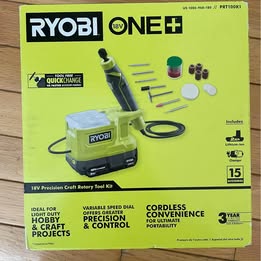 RYOBI 18V ONE+
TOOL FREE
QUICKCHANGE
Includes:
RYOBI
15
18V Precision Craft Rotary Tool Kit
IDEAL FOR
LIGHT DUTY
HOBBY
& CRAFT
PROJECTS
VARIABLE SPEED DIAL
OFFERS GREATER
PRECISION
& CONTROL
CORDLESS
CONVENIENCE
FOR ULTIMATE
PORTABILITY
3 YEAR